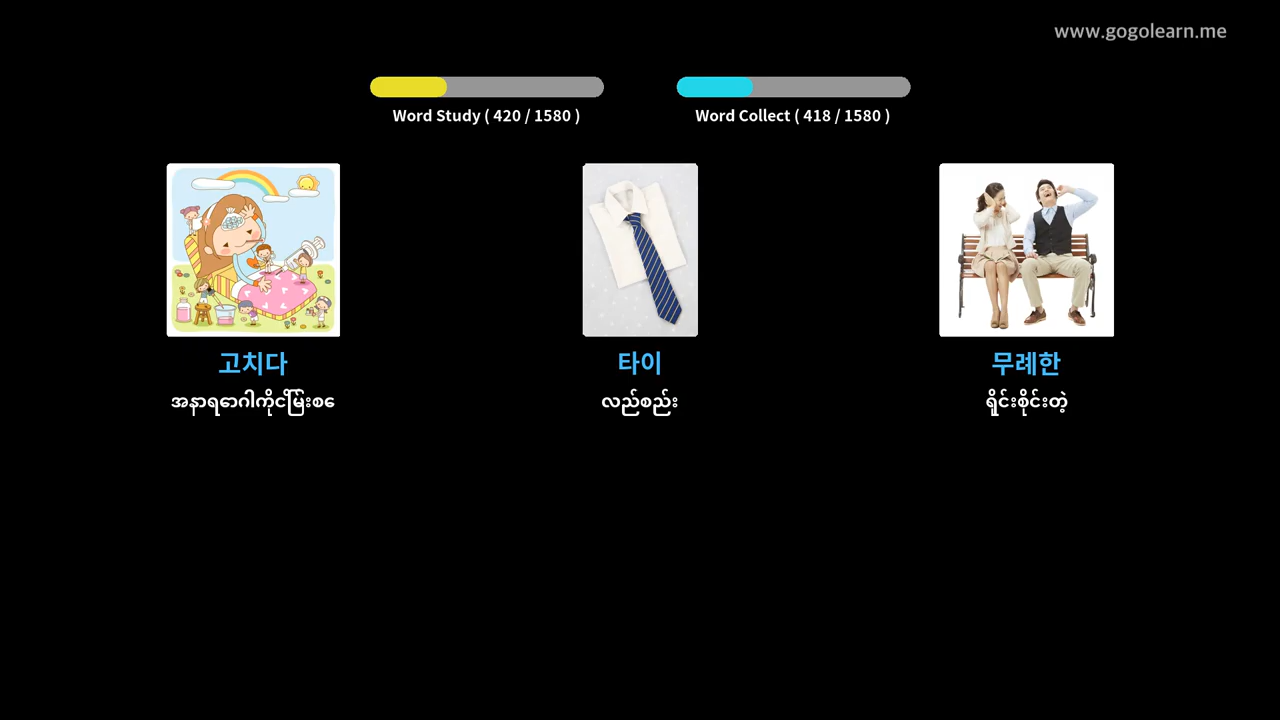 www.gogolearn.me
Word Study ( 420 / 1580 )
Word Collect ( 418 / 1580 )
고치다
타이
무례한
အနာရောဂါကိုငြိမ်းစေ
လည်စည်း
ရိုင်းစိုင်းတဲ့